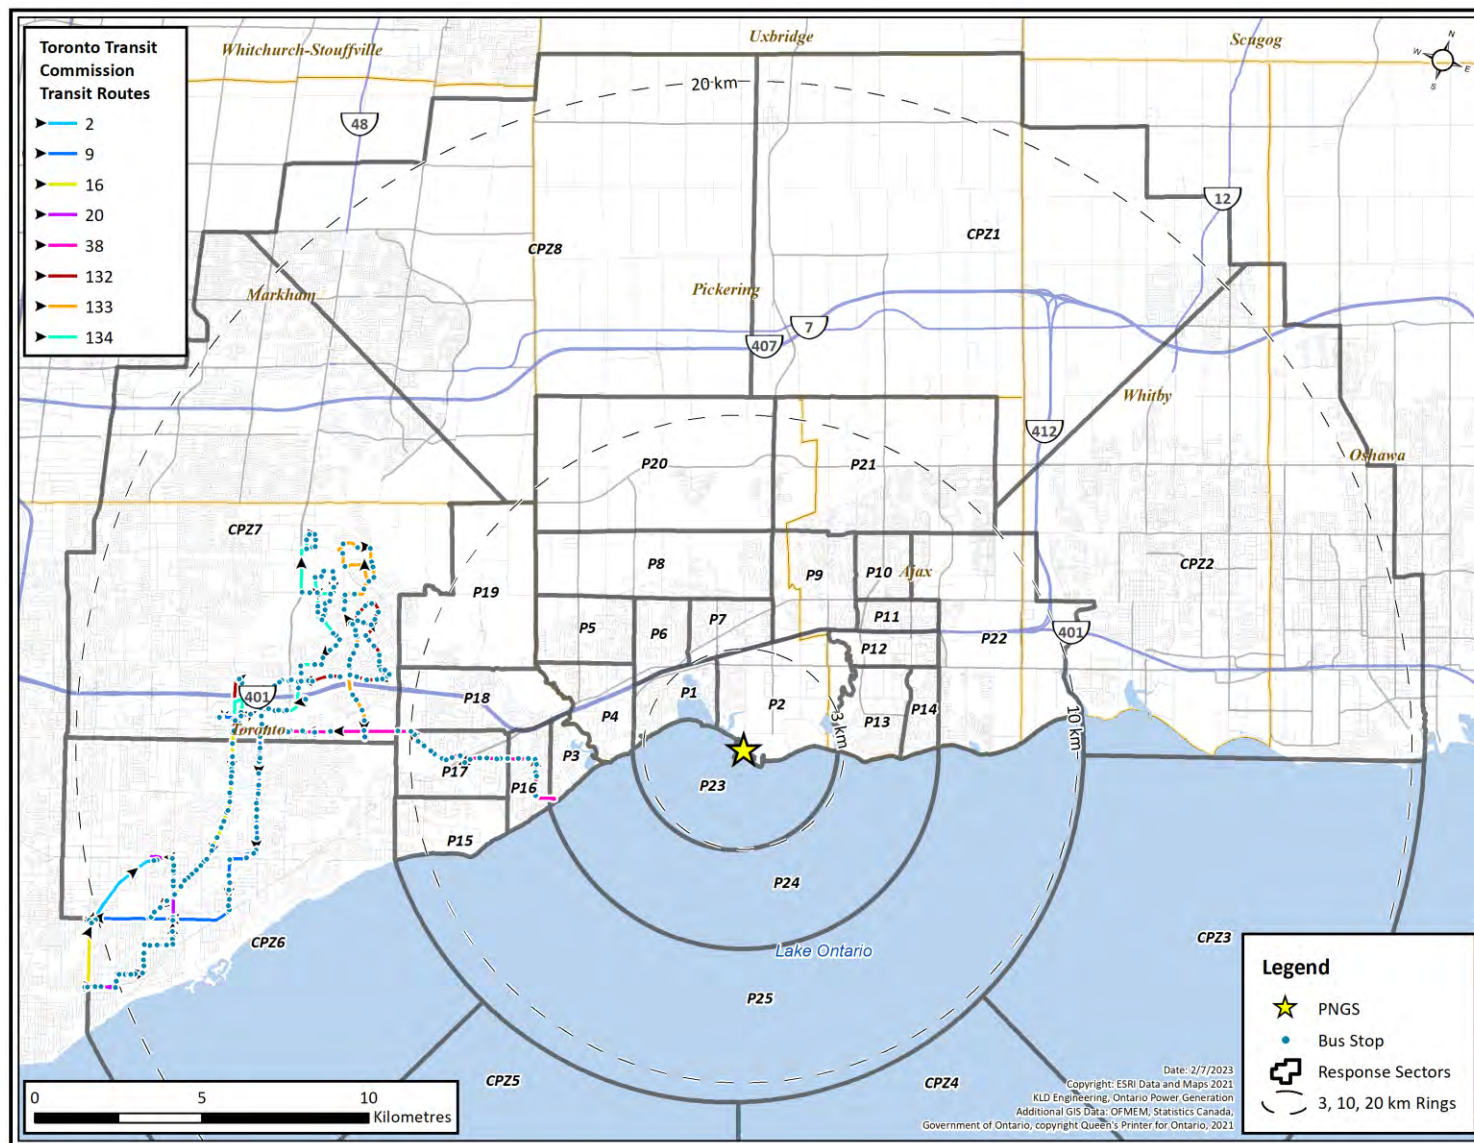 Toronto Transit
Commission
Transit Routes
2
9
16
20
38
132
133
134
Whitchurch-Stouffville
Uxbridge
Scugog
N
W
E
S
20 km
48
12
CPZ8
CPZ1
Markham
Pickering
7
407
Whitby
412
Oshawa
P20
P21
CPZ7
P8
P9
P10
Ajax
CPZ2
P19
P5
P6
P7
P11
P22
401
P12
401
P18
P1
P2
P4
P13
P14
3 km
10 km
Toronto
P3
P17
P16
P23
P15
P24
CPZ6
Lake Ontario
CPZ3
P25
CPZ5
CPZ4
Legend
PNGS
Bus Stop
Response Sectors
3, 10, 20 km Rings
0
5
10
Kilometres
Date: 2/7/2023
Copyright: ESRI Data and Maps 2021
KLD Engineering, Ontario Power Generation
Additional GIS Data: OFMEM, Statistics Canada,
Government of Ontario, copyright Queen's Printer for Ontario, 2021